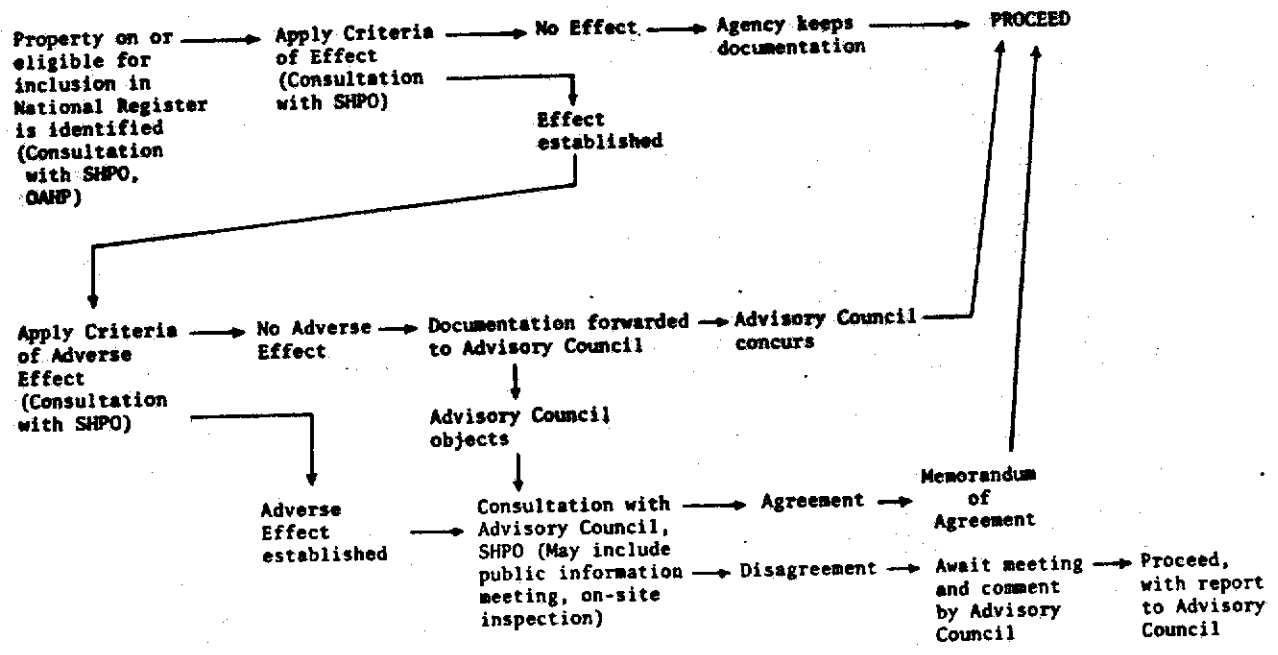 Property on or
eligible for
inclusion in
National Register
is identified
(Consultation
with SHPO,
OAHP)
Apply Criteria
of Effect
(Consultation
with SHPO)
No Effect
Agency keeps
documentation
PROCEED
Effect
established
Apply Criteria
of Adverse
Effect
(Consultation
with SHPO)
No Adverse
Effect
Documentation forwarded
to Advisory Council
Advisory Council
concurs
Advisory Council
objects
Adverse
Effect
established
Consultation with
Advisory Council,
SHPO (May include
public information
meeting, on-site
inspection)
Agreement
Memorandum
of
Agreement
Disagreement
Await meeting
and comment
by Advisory
Council
Proceed,
with report
to Advisory
Council